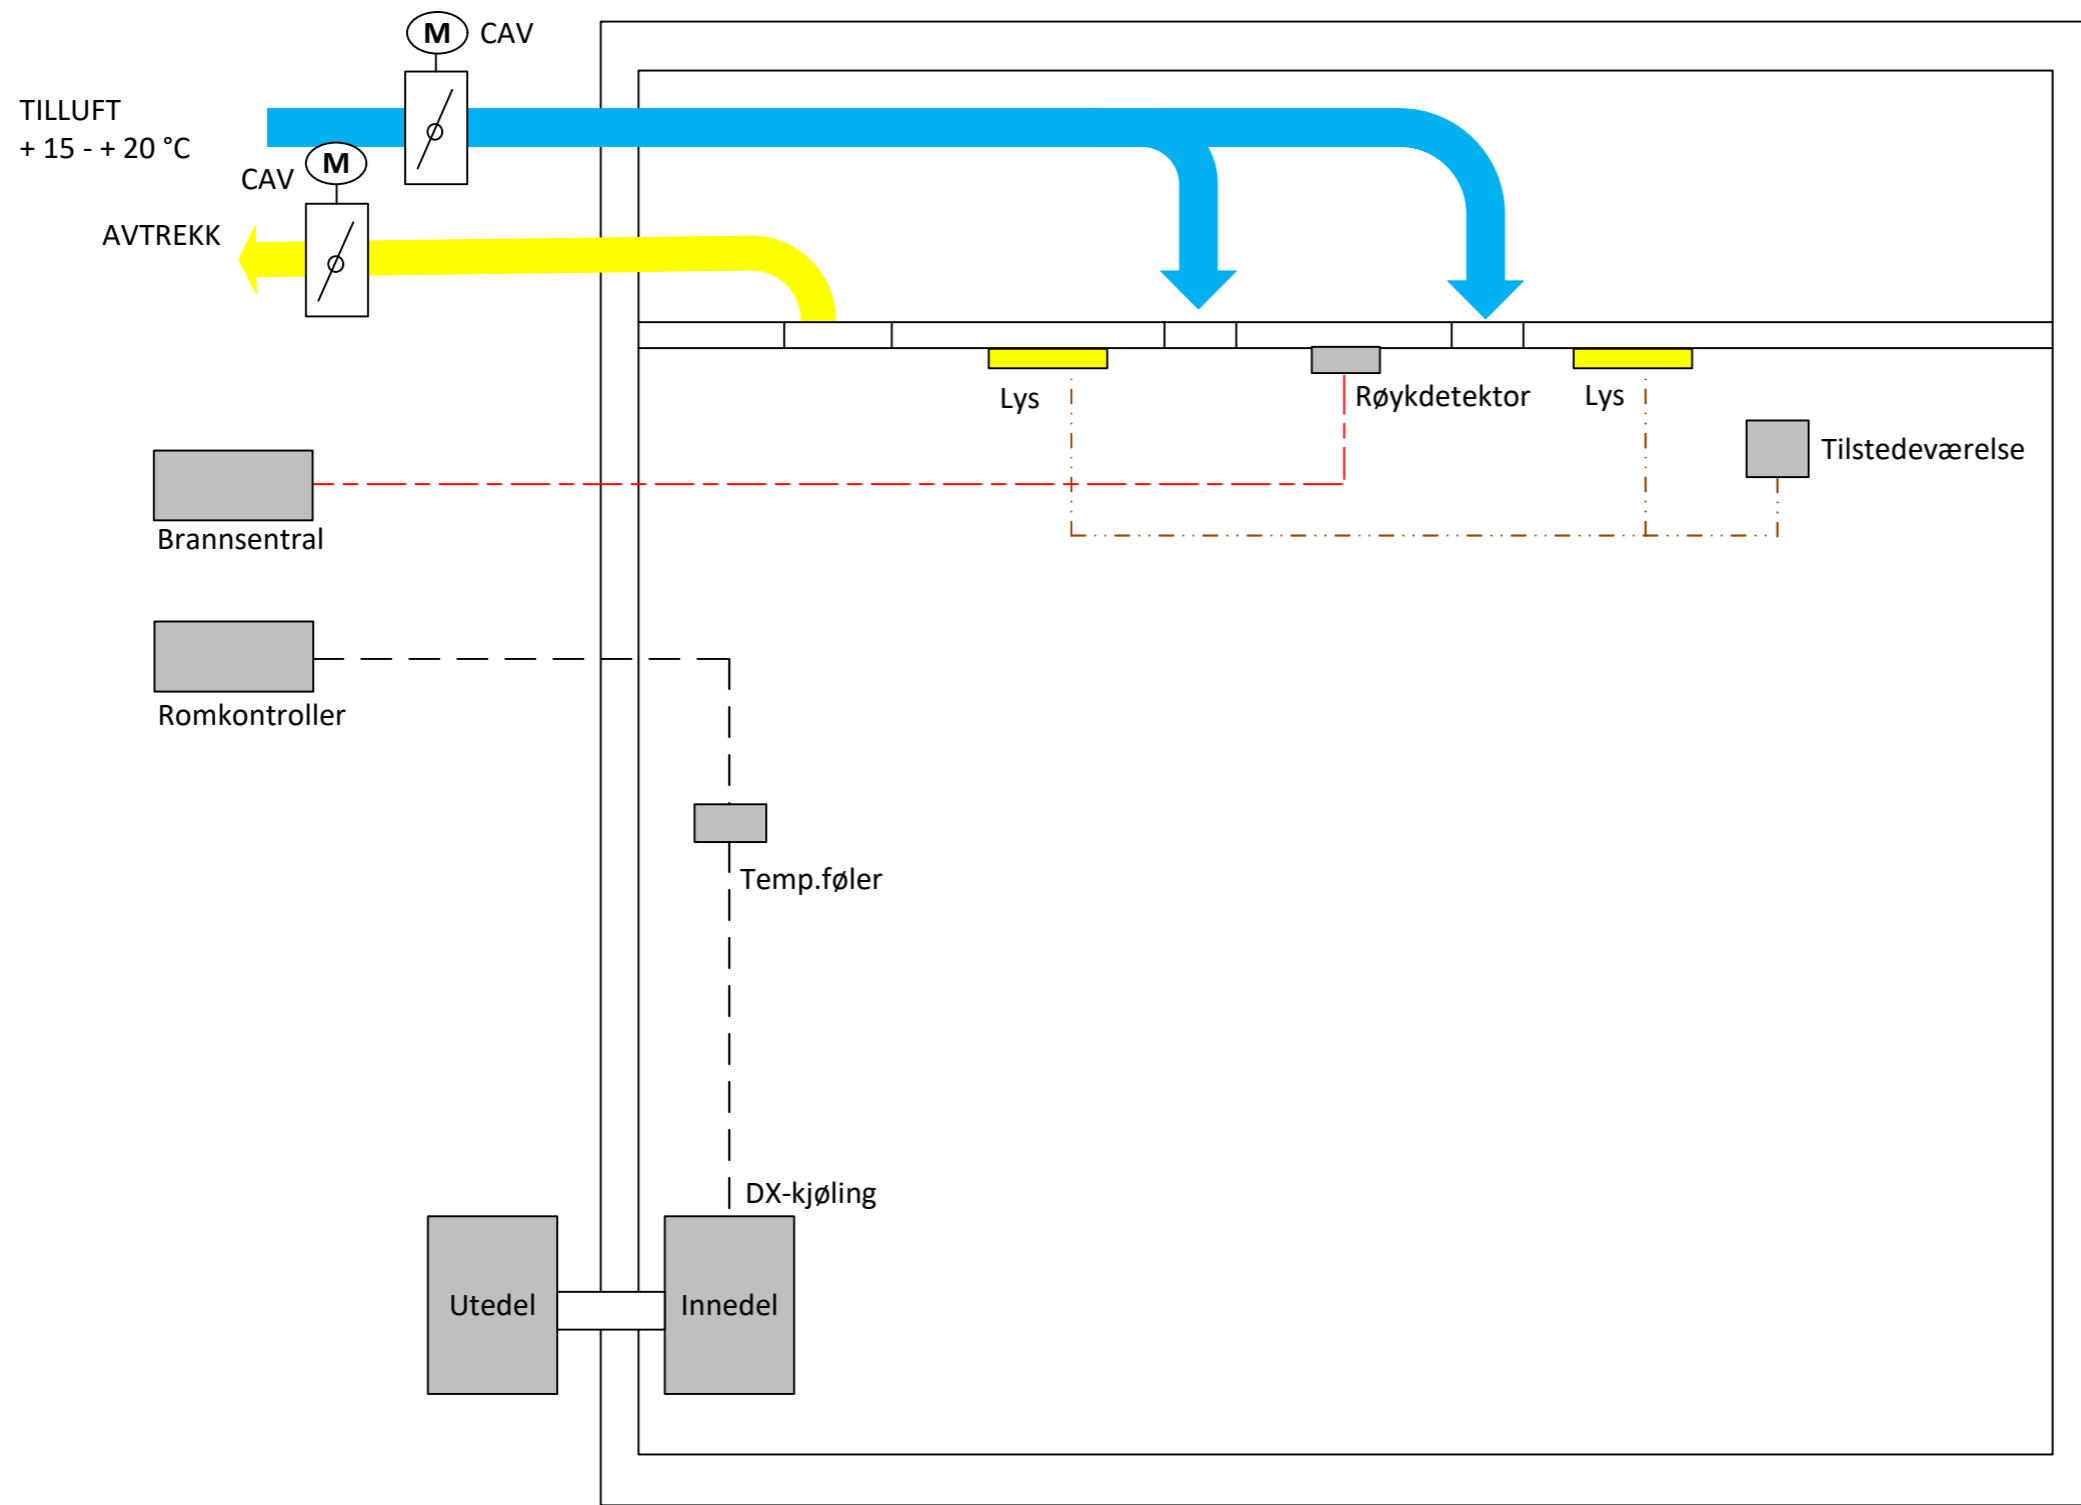 M CAV
TILLUFT
+ 15 - + 20 °C
M
CAV
AVTREKK
Lys
Røykdetektor
Lys
Tilstedeværelse
Brannsentral
Romkontroller
Temp.føler
DX-kjøling
Utedel
Innedel